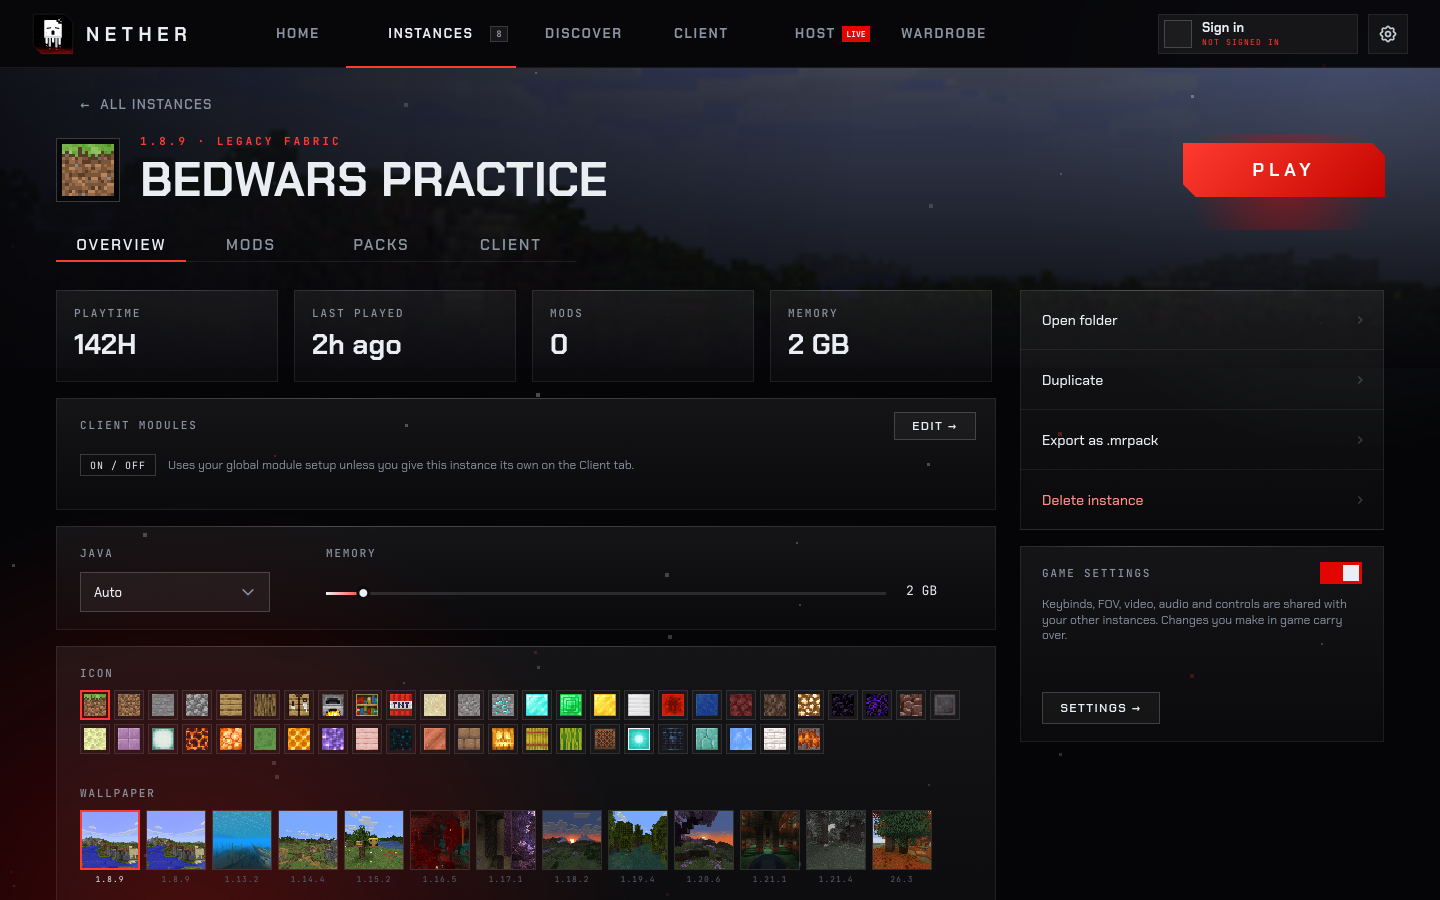 NETHER
HOME
INSTANCES
8
DISCOVER
CLIENT
HOST
LIVE
WARDROBE
Sign in
NOT SIGNED IN
← ALL INSTANCES
1.8.9 · LEGACY FABRIC
BEDWARS PRACTICE
PLAY
OVERVIEW
MODS
PACKS
CLIENT
PLAYTIME
142H
LAST PLAYED
2h ago
MODS
0
MEMORY
2 GB
Open folder
Duplicate
Export as .mrpack
Delete instance
CLIENT MODULES
EDIT →
ON / OFF
Uses your global module setup unless you give this instance its own on the Client tab.
JAVA
Auto
MEMORY
2 GB
GAME SETTINGS
Keybinds, FOV, video, audio and controls are shared with
your other instances. Changes you make in game carry
over.
SETTINGS →
ICON
TNT
WALLPAPER
1.8.9
1.8.9
1.13.2
1.14.4
1.15.2
1.16.5
1.17.1
1.18.2
1.19.4
1.20.6
1.21.1
1.21.4
26.3